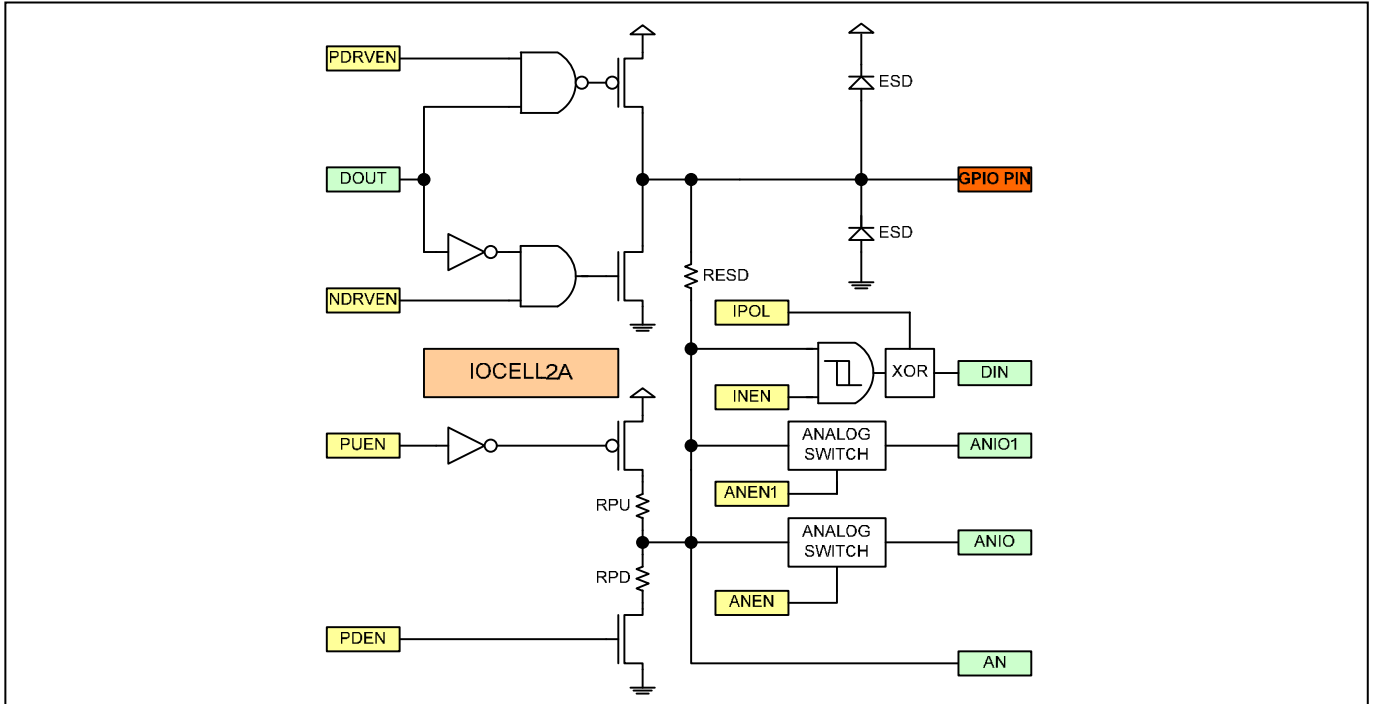 PDRVEN
ESD
DOUT
GPIO PIN
ESD
RESD
NDRVEN
IPOL
IOCELL2A
XOR
DIN
INEN
PUEN
ANALOG
SWITCH
ANIO1
ANEN1
RPU
ANALOG
SWITCH
ANIO
RPD
ANEN
PDEN
AN